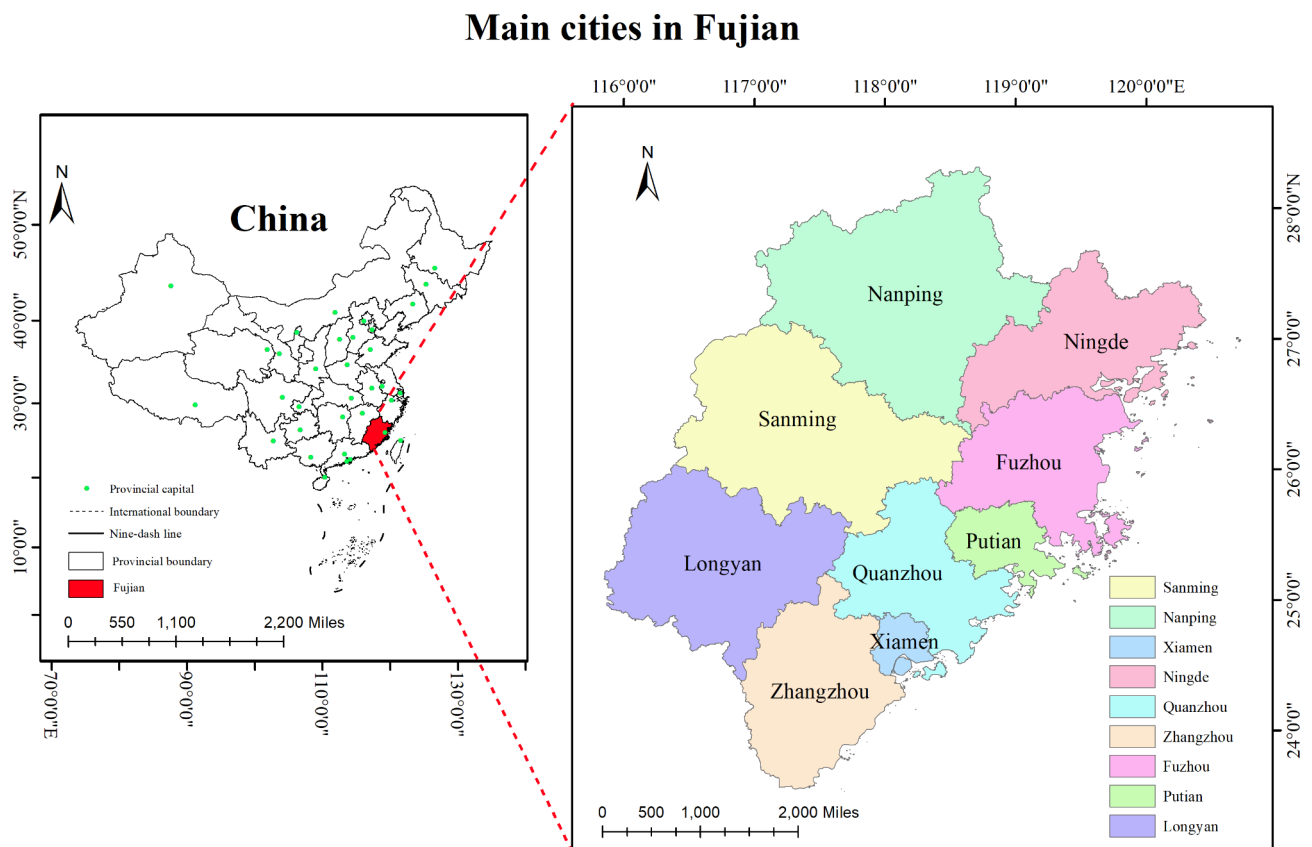 Main cities in Fujian
N
China
50°0'0"N
40°0'0"
30°0'0"
10°0'0"
Provincial capital
International boundary
Nine-dash line
Provincial boundary
Fujian
0 550 1,100 2,200 Miles
70°0'0"E
90°0'0"
110°0'0"
130°0'0"
116°0'0" 117°0'0" 118°0'0" 119°0'0" 120°0'0"E
N
28°0'0"N
27°0'0"
26°0'0"
25°0'0"
24°0'0"
Nanping
Ningde
Sanming
Fuzhou
Putian
Longyan
Quanzhou
Xiamen
Zhangzhou
Sanming
Nanping
Xiamen
Ningde
Quanzhou
Zhangzhou
Fuzhou
Putian
Longyan
0 500 1,000 2,000 Miles